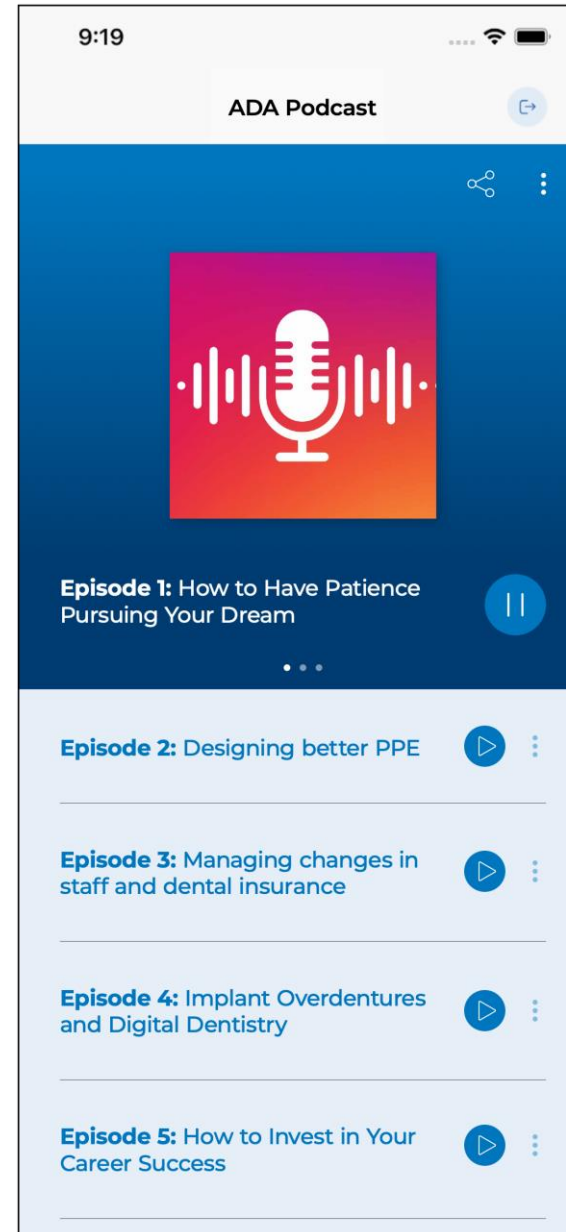 9:19
ADA Podcast
Episode 1: How to Have Patience
Pursuing Your Dream
Episode 2: Designing better PPE
Episode 3: Managing changes in
staff and dental insurance
Episode 4: Implant Overdentures
and Digital Dentistry
Episode 5: How to Invest in Your
Career Success